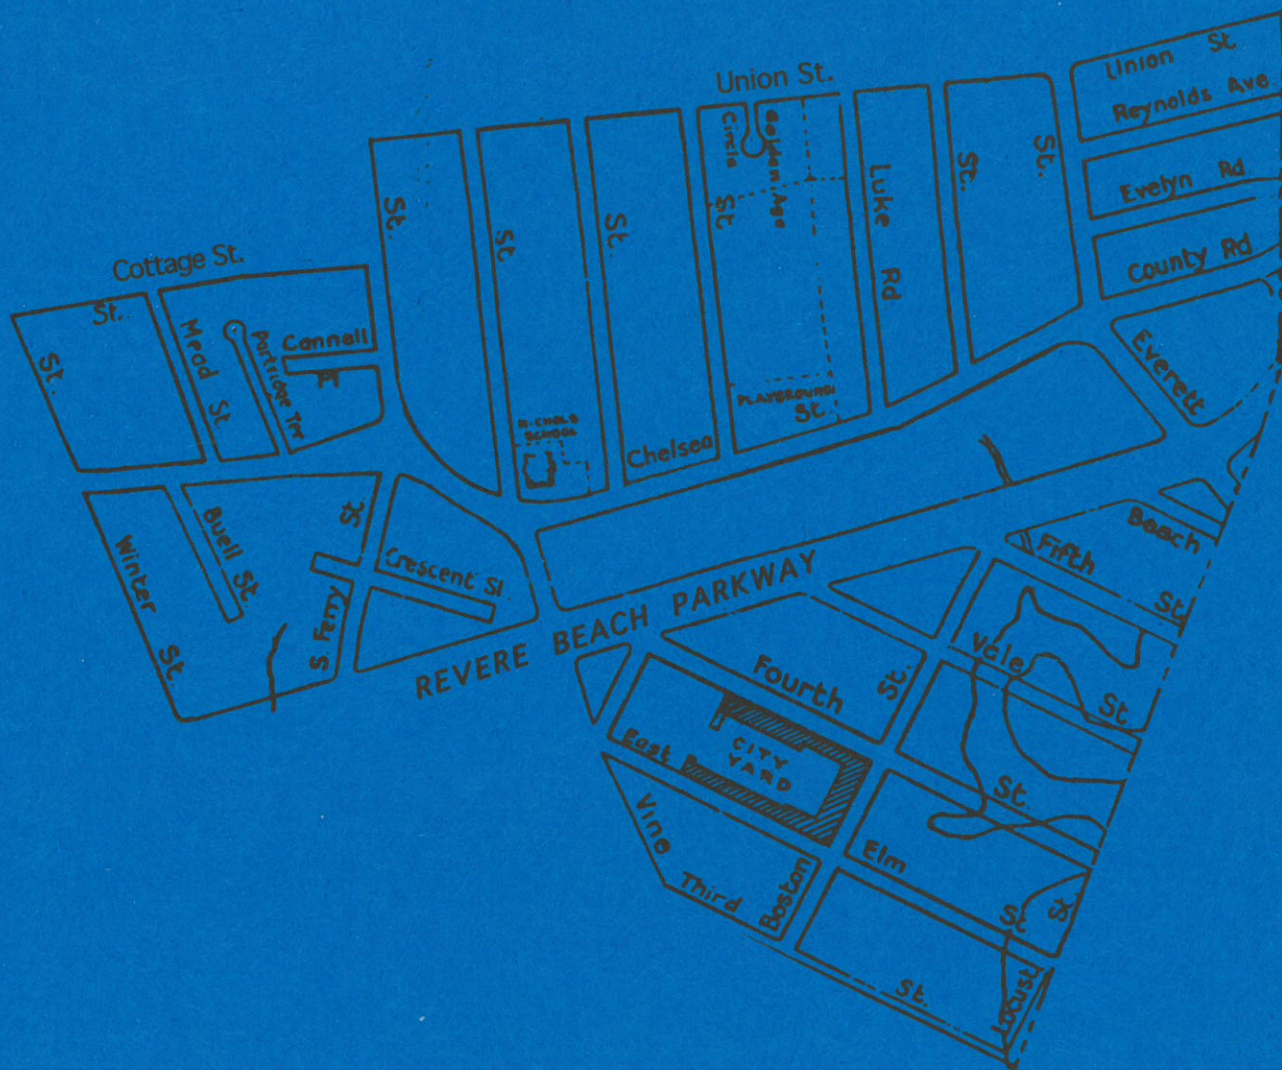 Union St.
Union St.
Reynolds Ave
Circle
Golden Age
St.
St.
Evelyn Rd
Luke Rd.
St.
St.
St.
St
County Rd
Cottage St.
St.
Mead St
Partridge Ter
Cannell
St.
Everett
PLAYGROUND
St.
NICHOLS
SCHOOL
Chelsea
Winter St.
Buell St.
St
Crescent St
S Ferry
REVERE BEACH PARKWAY
Beach
Fifth
St.
Vale
St.
Fourth
St.
CITY
YARD
East
St.
Vine
Elm
St
St
Third
Boston
St.
Locust